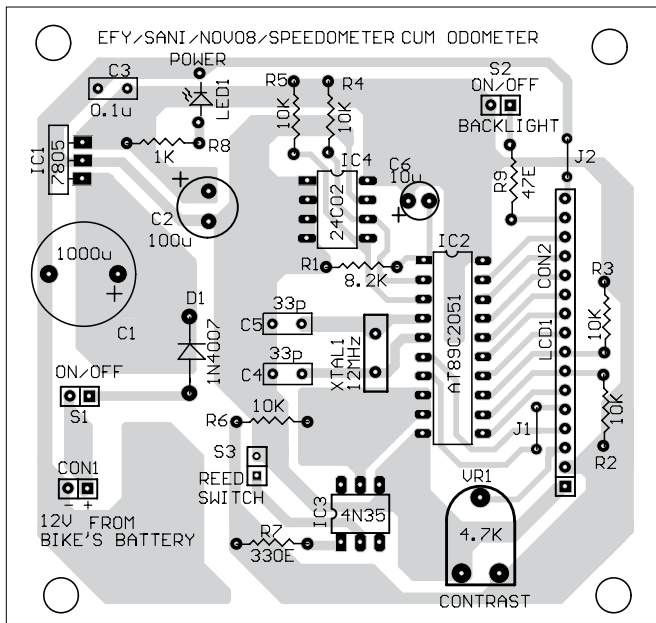 EFY/SANI/NOV08/SPEEDOMETER CUM ODOMETER
POWER
C3
0.1u
LED1
R5
R4
10K
10K
S2
ON/OFF
BACKLIGHT
IC1
7805
1K
R8
C2
100u
+
IC4
24C02
C6
10u
+
R9
47E
J2
1000u
+
C1
R1
8.2K
IC2
AT89C2051
CON2
LCD1
R3
10K
D1
1N4007
33p
C5
33p
C4
XTAL1
12MHz
ON/OFF
S1
R6
10K
S3
REED
SWITCH
J1
10K
R2
CON1
- +
12V FROM
BIKE'S BATTERY
IC3
4N35
R7
330E
VR1
4.7K
CONTRAST